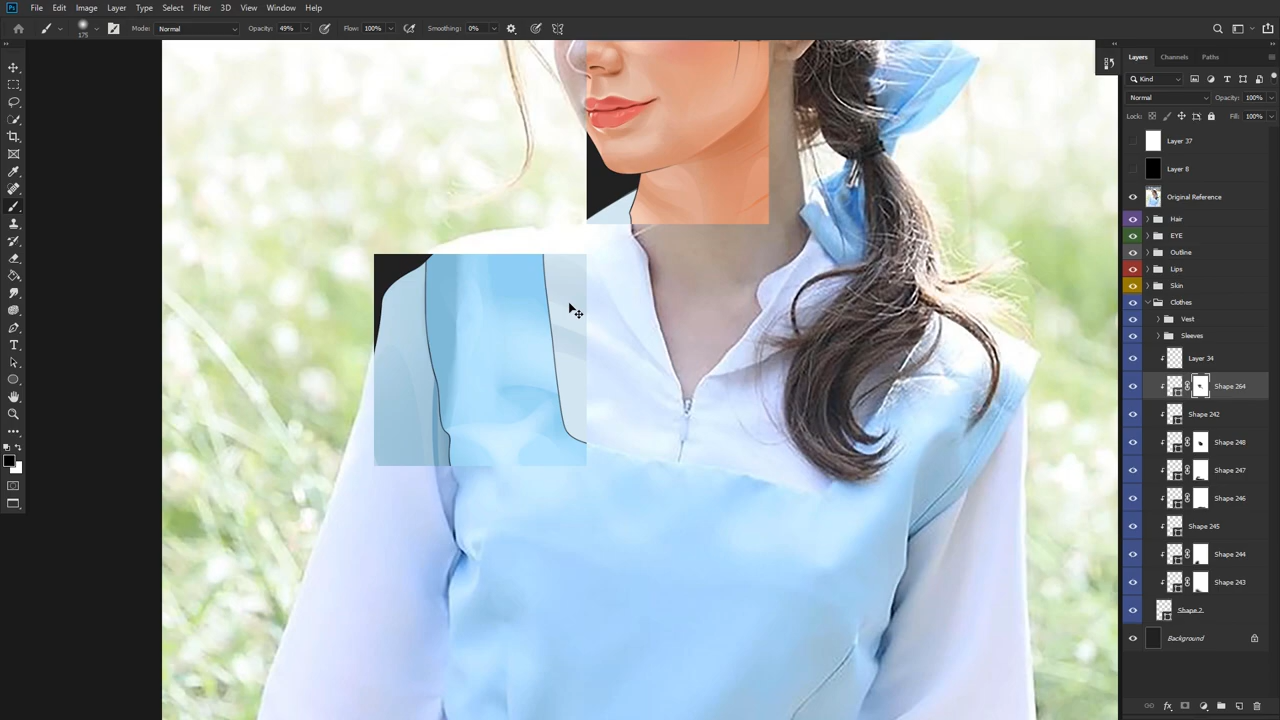 Ps File Edit Image Layer Type Select Filter 3D View Window Help
175 Mode: Normal Opacity: 49% Flow: 100% Smoothing: 0%
Layers Channels Paths
Kind
Normal Opacity: 100%
Lock: Fill: 100%
Layer 37
Layer 8
Original Reference
Hair
EYE
Outline
Lips
Skin
Clothes
Vest
Sleeves
Layer 34
Shape 264
Shape 242
Shape 248
Shape 247
Shape 246
Shape 245
Shape 244
Shape 243
Shape 2
Background